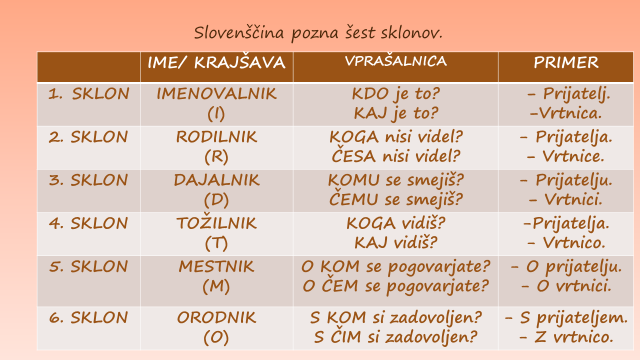 Slovenščina pozna šest sklonov.
IME/ KRAJŠAVA VPRAŠALNICA PRIMER
1. SKLON IMENOVALNIK KDO je to? - Prijatelj.
(I) KAJ je to? -Vrtnica.
2. SKLON RODILNIK KOGA nisi videl? - Prijatelja.
(R) ČESA nisi videl? - Vrtnice.
3. SKLON DAJALNIK KOMU se smejiš? - Prijatelju.
(D) ČEMU se smejiš? - Vrtnici.
4. SKLON TOŽILNIK KOGA vidiš? -Prijatelja.
(T) KAJ vidiš? - Vrtnico.
5. SKLON MESTNIK O KOM se pogovarjate? - O prijatelju.
(M) O ČEM se pogovarjate? - O vrtnici.
6. SKLON ORODNIK S KOM si zadovoljen? - S prijateljem.
(O) S ČIM si zadovoljen? - Z vrtnico.